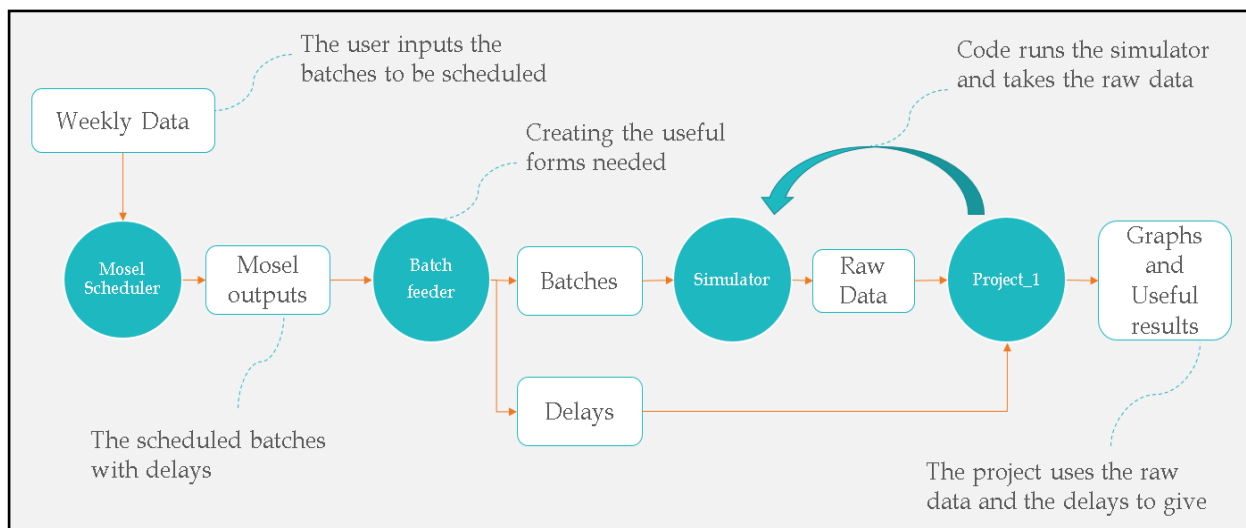 The user inputs the
batches to be scheduled
Code runs the simulator
and takes the raw data
Weekly Data
Creating the useful
forms needed
Mosel
Scheduler
Mosel
outputs
Batch
feeder
Batches
Simulator
Raw
Data
Project_1
Graphs
and
Useful
results
Delays
The scheduled batches
with delays
The project uses the raw
data and the delays to give